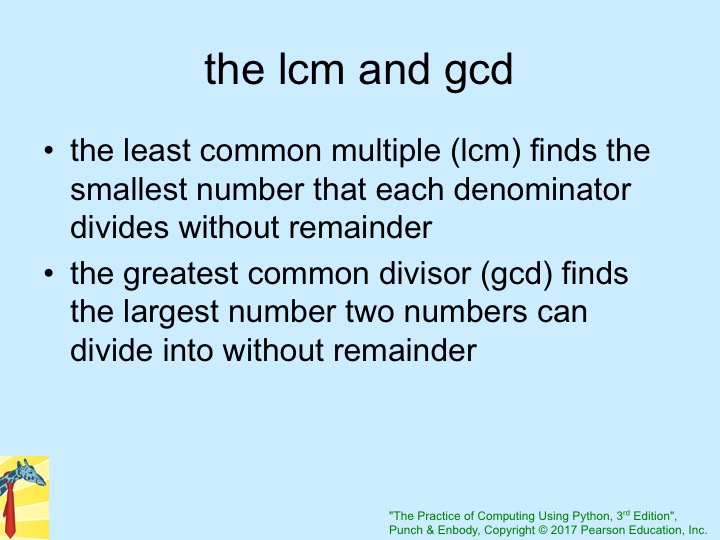 the lcm and gcd
• the least common multiple (lcm) finds the
smallest number that each denominator
divides without remainder
• the greatest common divisor (gcd) finds
the largest number two numbers can
divide into without remainder
"The Practice of Computing Using Python, 3rd Edition",
Punch & Enbody, Copyright © 2017 Pearson Education, Inc.